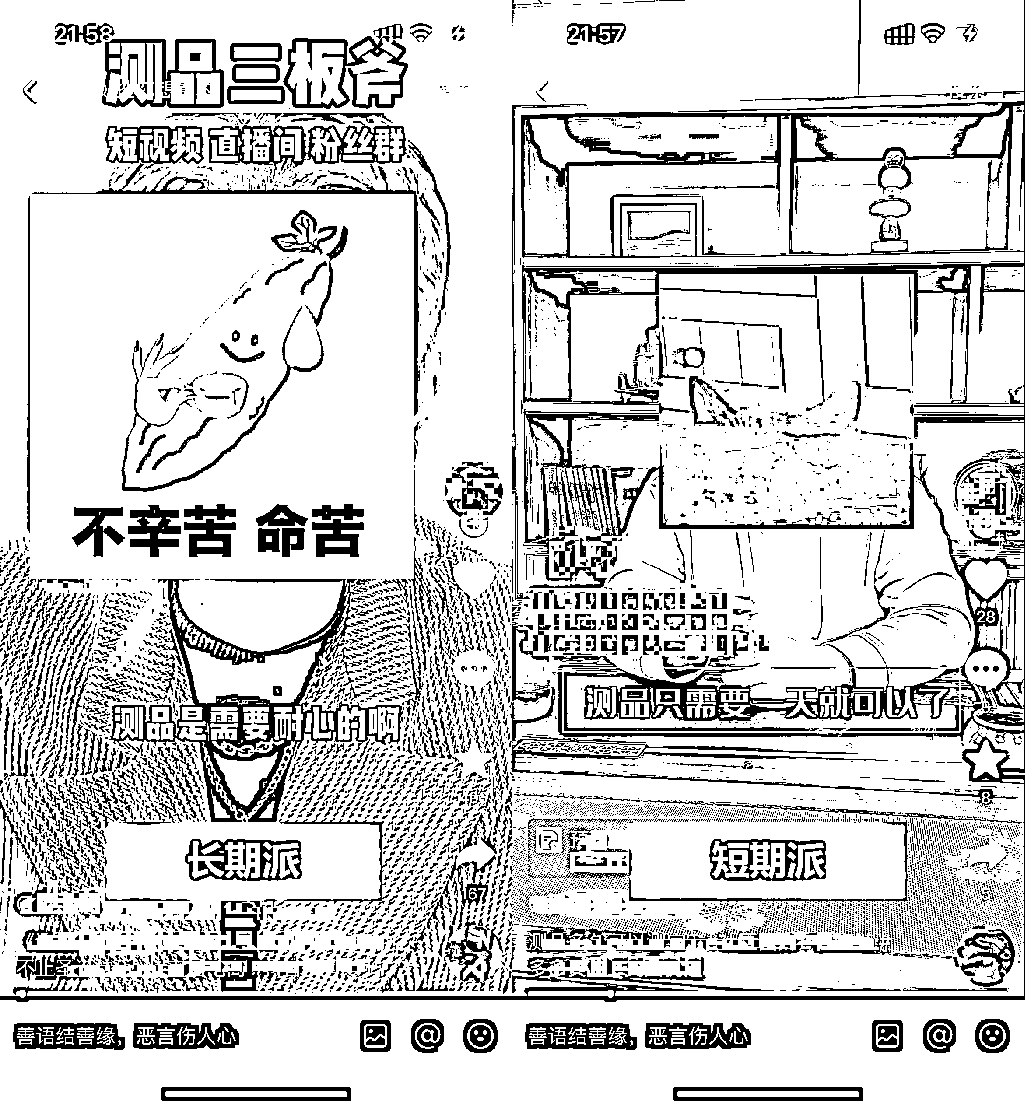 21:58
测品三板斧
短视频 直播间 粉丝群
不辛苦 命苦
测品是需要耐心的啊
长期派
67
善语结善缘，恶言伤人心
21:57
28
测品只需要一天就可以了
8
短期派
善语结善缘，恶言伤人心